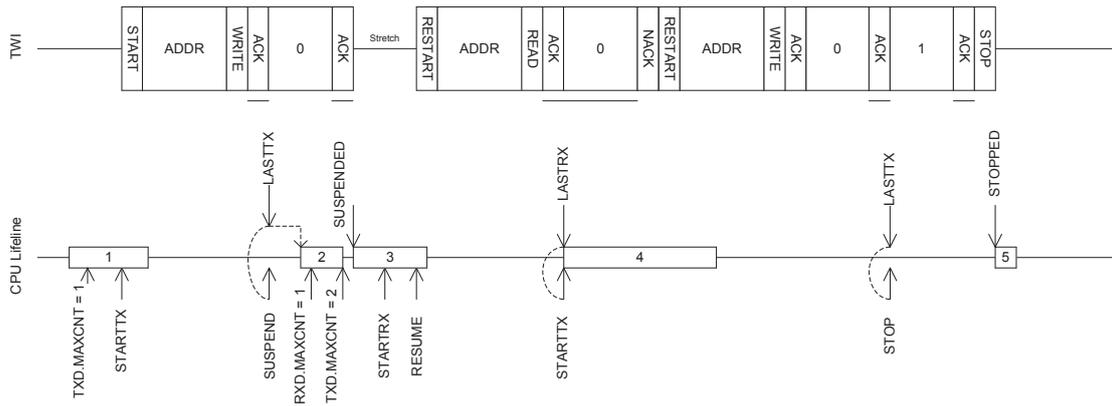 TWI
START
ADDR
WRITE
ACK
0
ACK
Stretch
RESTART
ADDR
READ
ACK
0
NACK
RESTART
ADDR
WRITE
ACK
0
ACK
1
ACK
STOP
CPU Lifeline
LASTTX
SUSPENDED
LASTRX
LASTTX
STOPPED
1
2
3
4
5
TXD.MAXCNT = 1
STARTTX
SUSPEND
RXD.MAXCNT = 1
TXD.MAXCNT = 2
STARTRX
RESUME
STARTTX
STOP